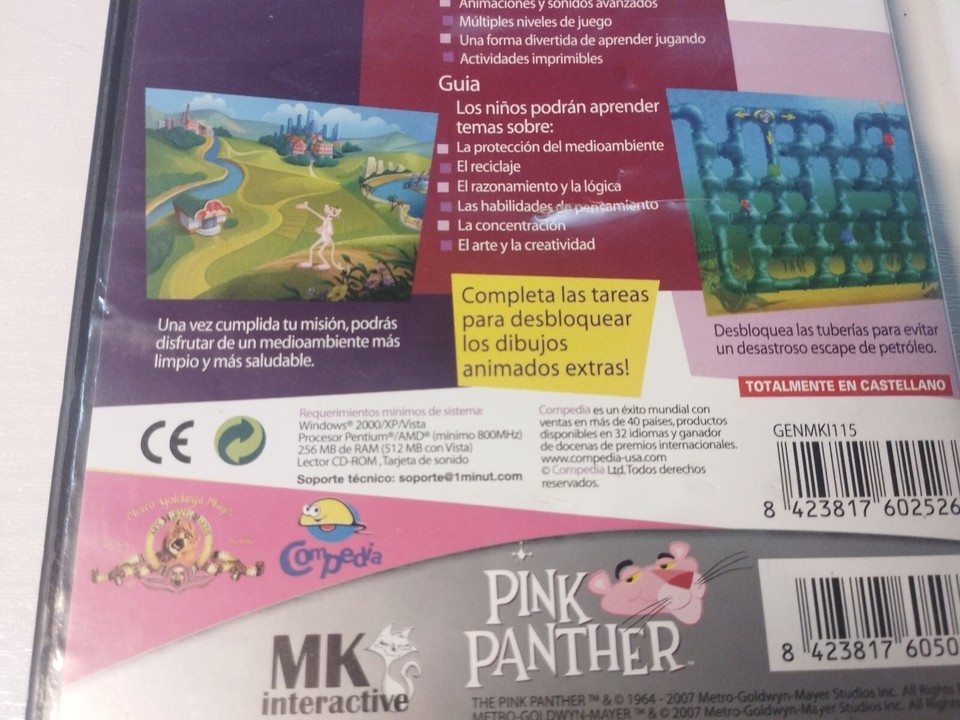 Animaciones y sonidos avanzados
Múltiples niveles de juego
Una forma divertida de aprender jugando
Actividades imprimibles
Guia
Los niños podrán aprender
temas sobre:
La protección del medioambiente
El reciclaje
El razonamiento y la lógica
Las habilidades de pensamiento
La concentración
El arte y la creatividad
Una vez cumplida tu misión, podrás
disfrutar de un medioambiente más
limpio y más saludable.
Completa las tareas
para desbloquear
los dibujos
animados extras!
Desbloquea las tuberías para evitar
un desastroso escape de petróleo.
TOTALMENTE EN CASTELLANO
CE
Requerimientos mínimos de sistema:
Windows® 2000/XP/Vista
Procesor Pentium®/AMD® (mínimo 800MHz)
256 MB de RAM (512 MB con Vista)
Lector CD-ROM, Tarjeta de sonido
Soporte técnico: soporte@1minut.com
Compedia es un éxito mundial con
ventas en más de 40 países, productos
disponibles en 32 idiomas y ganador
de docenas de premios internacionales.
www.compedia-usa.com
© Compedia Ltd. Todos derechos
reservados.
GENMKI115
8 423817 602526
Metro Goldwyn Mayer
Compedia
PINK
PANTHER™
MK
interactive
8 423817 6050
THE PINK PANTHER ™ & © 1964 - 2007 Metro-Goldwyn-Mayer Studios Inc. All Rights
METRO-GOLDWYN-MAYER ™ & © 2007 Metro-Goldwyn-Mayer Studios Inc. All Rights